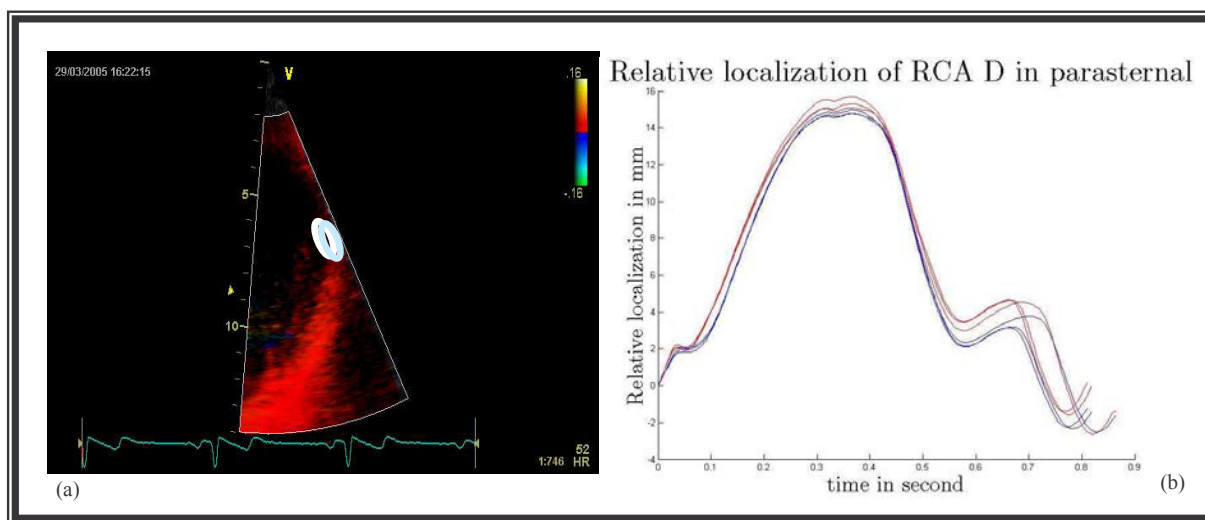 29/03/2005 16:22:15
V
.16
-.16
5
10
52
1:746 HR
(a)
Relative localization of RCA D in parasternal
Relative localization in mm
16
14
12
10
8
6
4
2
0
-2
-4
0 0.1 0.2 0.3 0.4 0.5 0.6 0.7 0.8 0.9
time in second
(b)